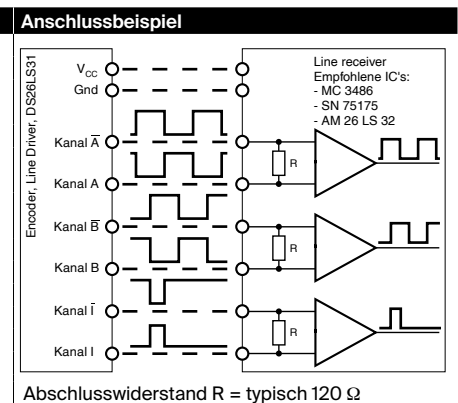 Anschlussbeispiel
Encoder, Line Driver, DS26LS31
V_CC
Gnd
Kanal A̅
Kanal A
Kanal B̅
Kanal B
Kanal I̅
Kanal I
Line receiver
Empfohlene IC's:
- MC 3486
- SN 75175
- AM 26 LS 32
R
R
R
Abschlusswiderstand R = typisch 120 Ω